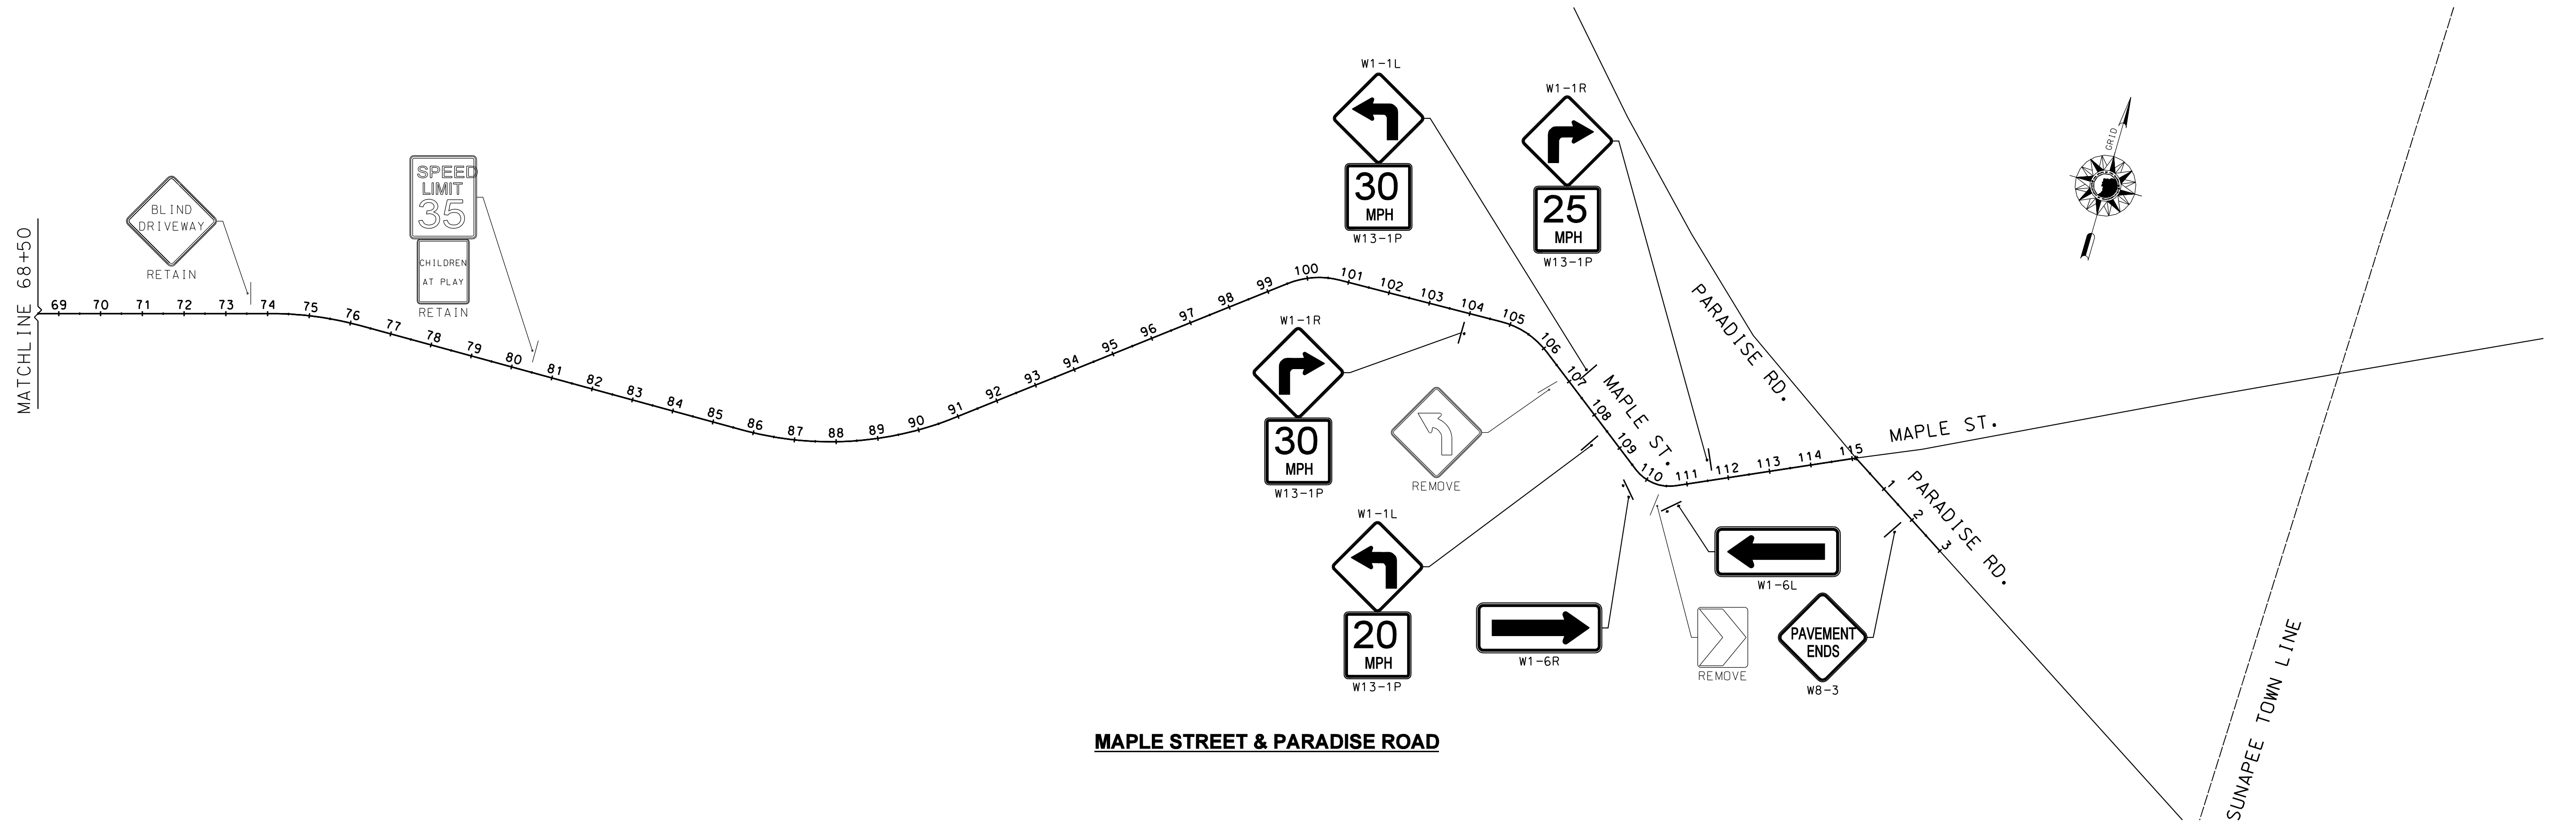 MATCHLINE 68+50
BLIND
DRIVEWAY
RETAIN
SPEED
LIMIT
35
CHILDREN
AT PLAY
RETAIN
69 70 71 72 73 74 75 76 77 78 79 80 81 82 83 84 85 86 87 88 89 90 91 92 93 94 95 96 97 98 99 100 101 102 103 104 105 106 107 108 109 110 111 112 113 114 115
W1-1L
30
MPH
W13-1P
W1-1R
25
MPH
W13-1P
W1-1R
30
MPH
W13-1P
REMOVE
W1-1L
20
MPH
W13-1P
W1-6R
W1-6L
REMOVE
PAVEMENT
ENDS
W8-3
MAPLE ST.
PARADISE RD.
MAPLE ST.
1 2 3
PARADISE RD.
GRID
SUNAPEE TOWN LINE
MAPLE STREET & PARADISE ROAD